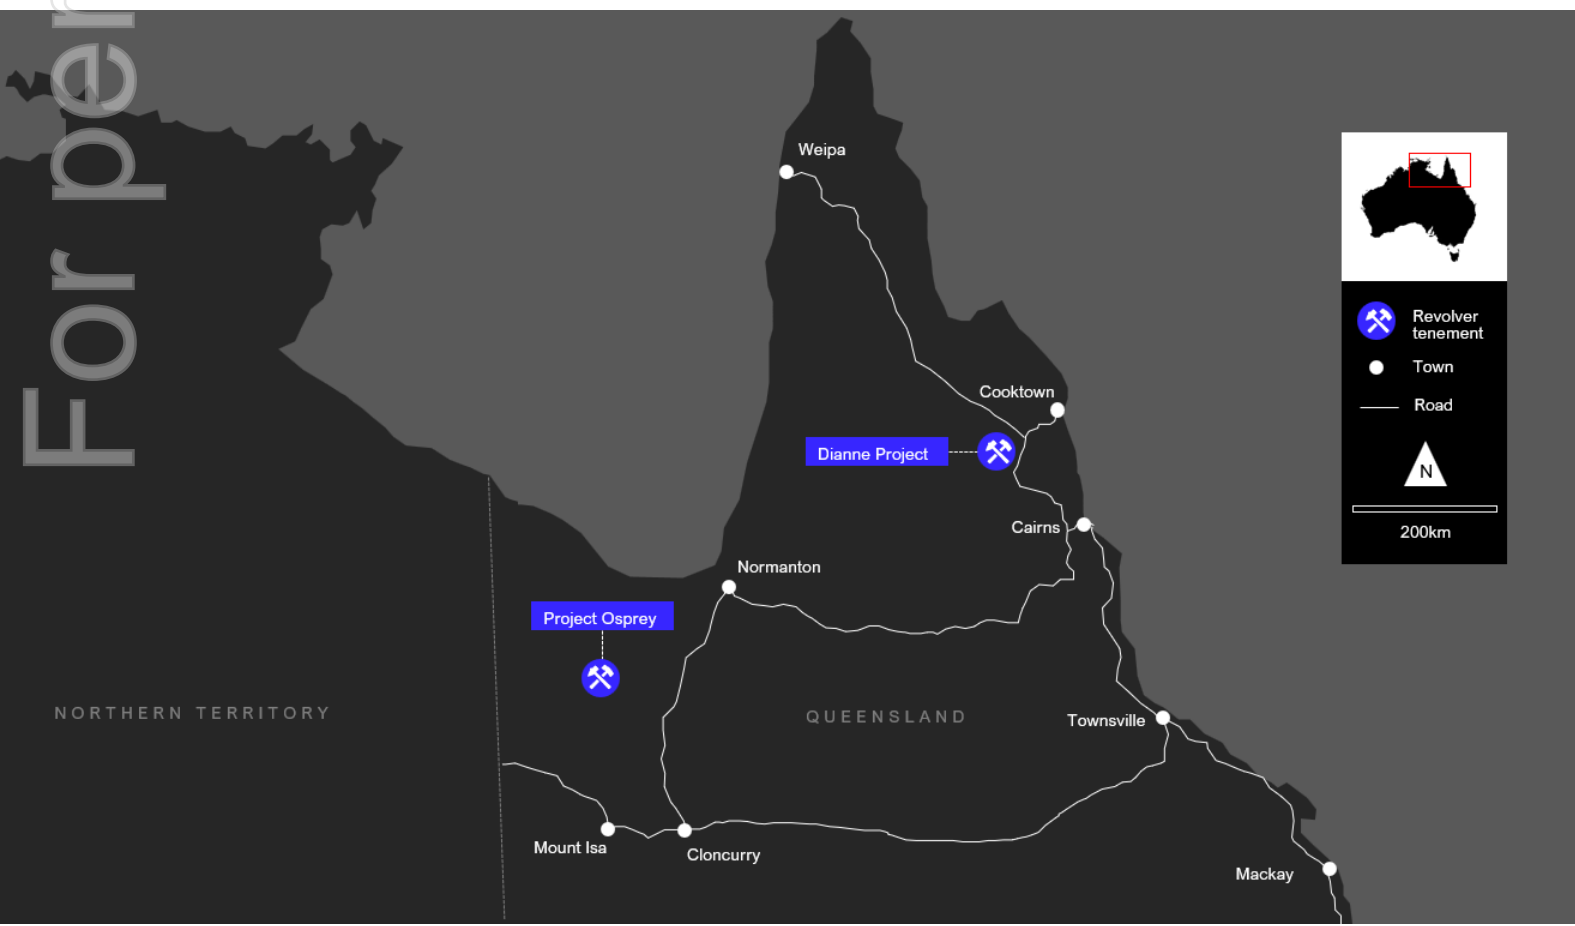 For per
Weipa
Cooktown
Dianne Project
Cairns
Normanton
Project Osprey
NORTHERN TERRITORY
QUEENSLAND
Townsville
Mount Isa
Cloncurry
Mackay
Revolver
tenement
Town
Road
N
200km